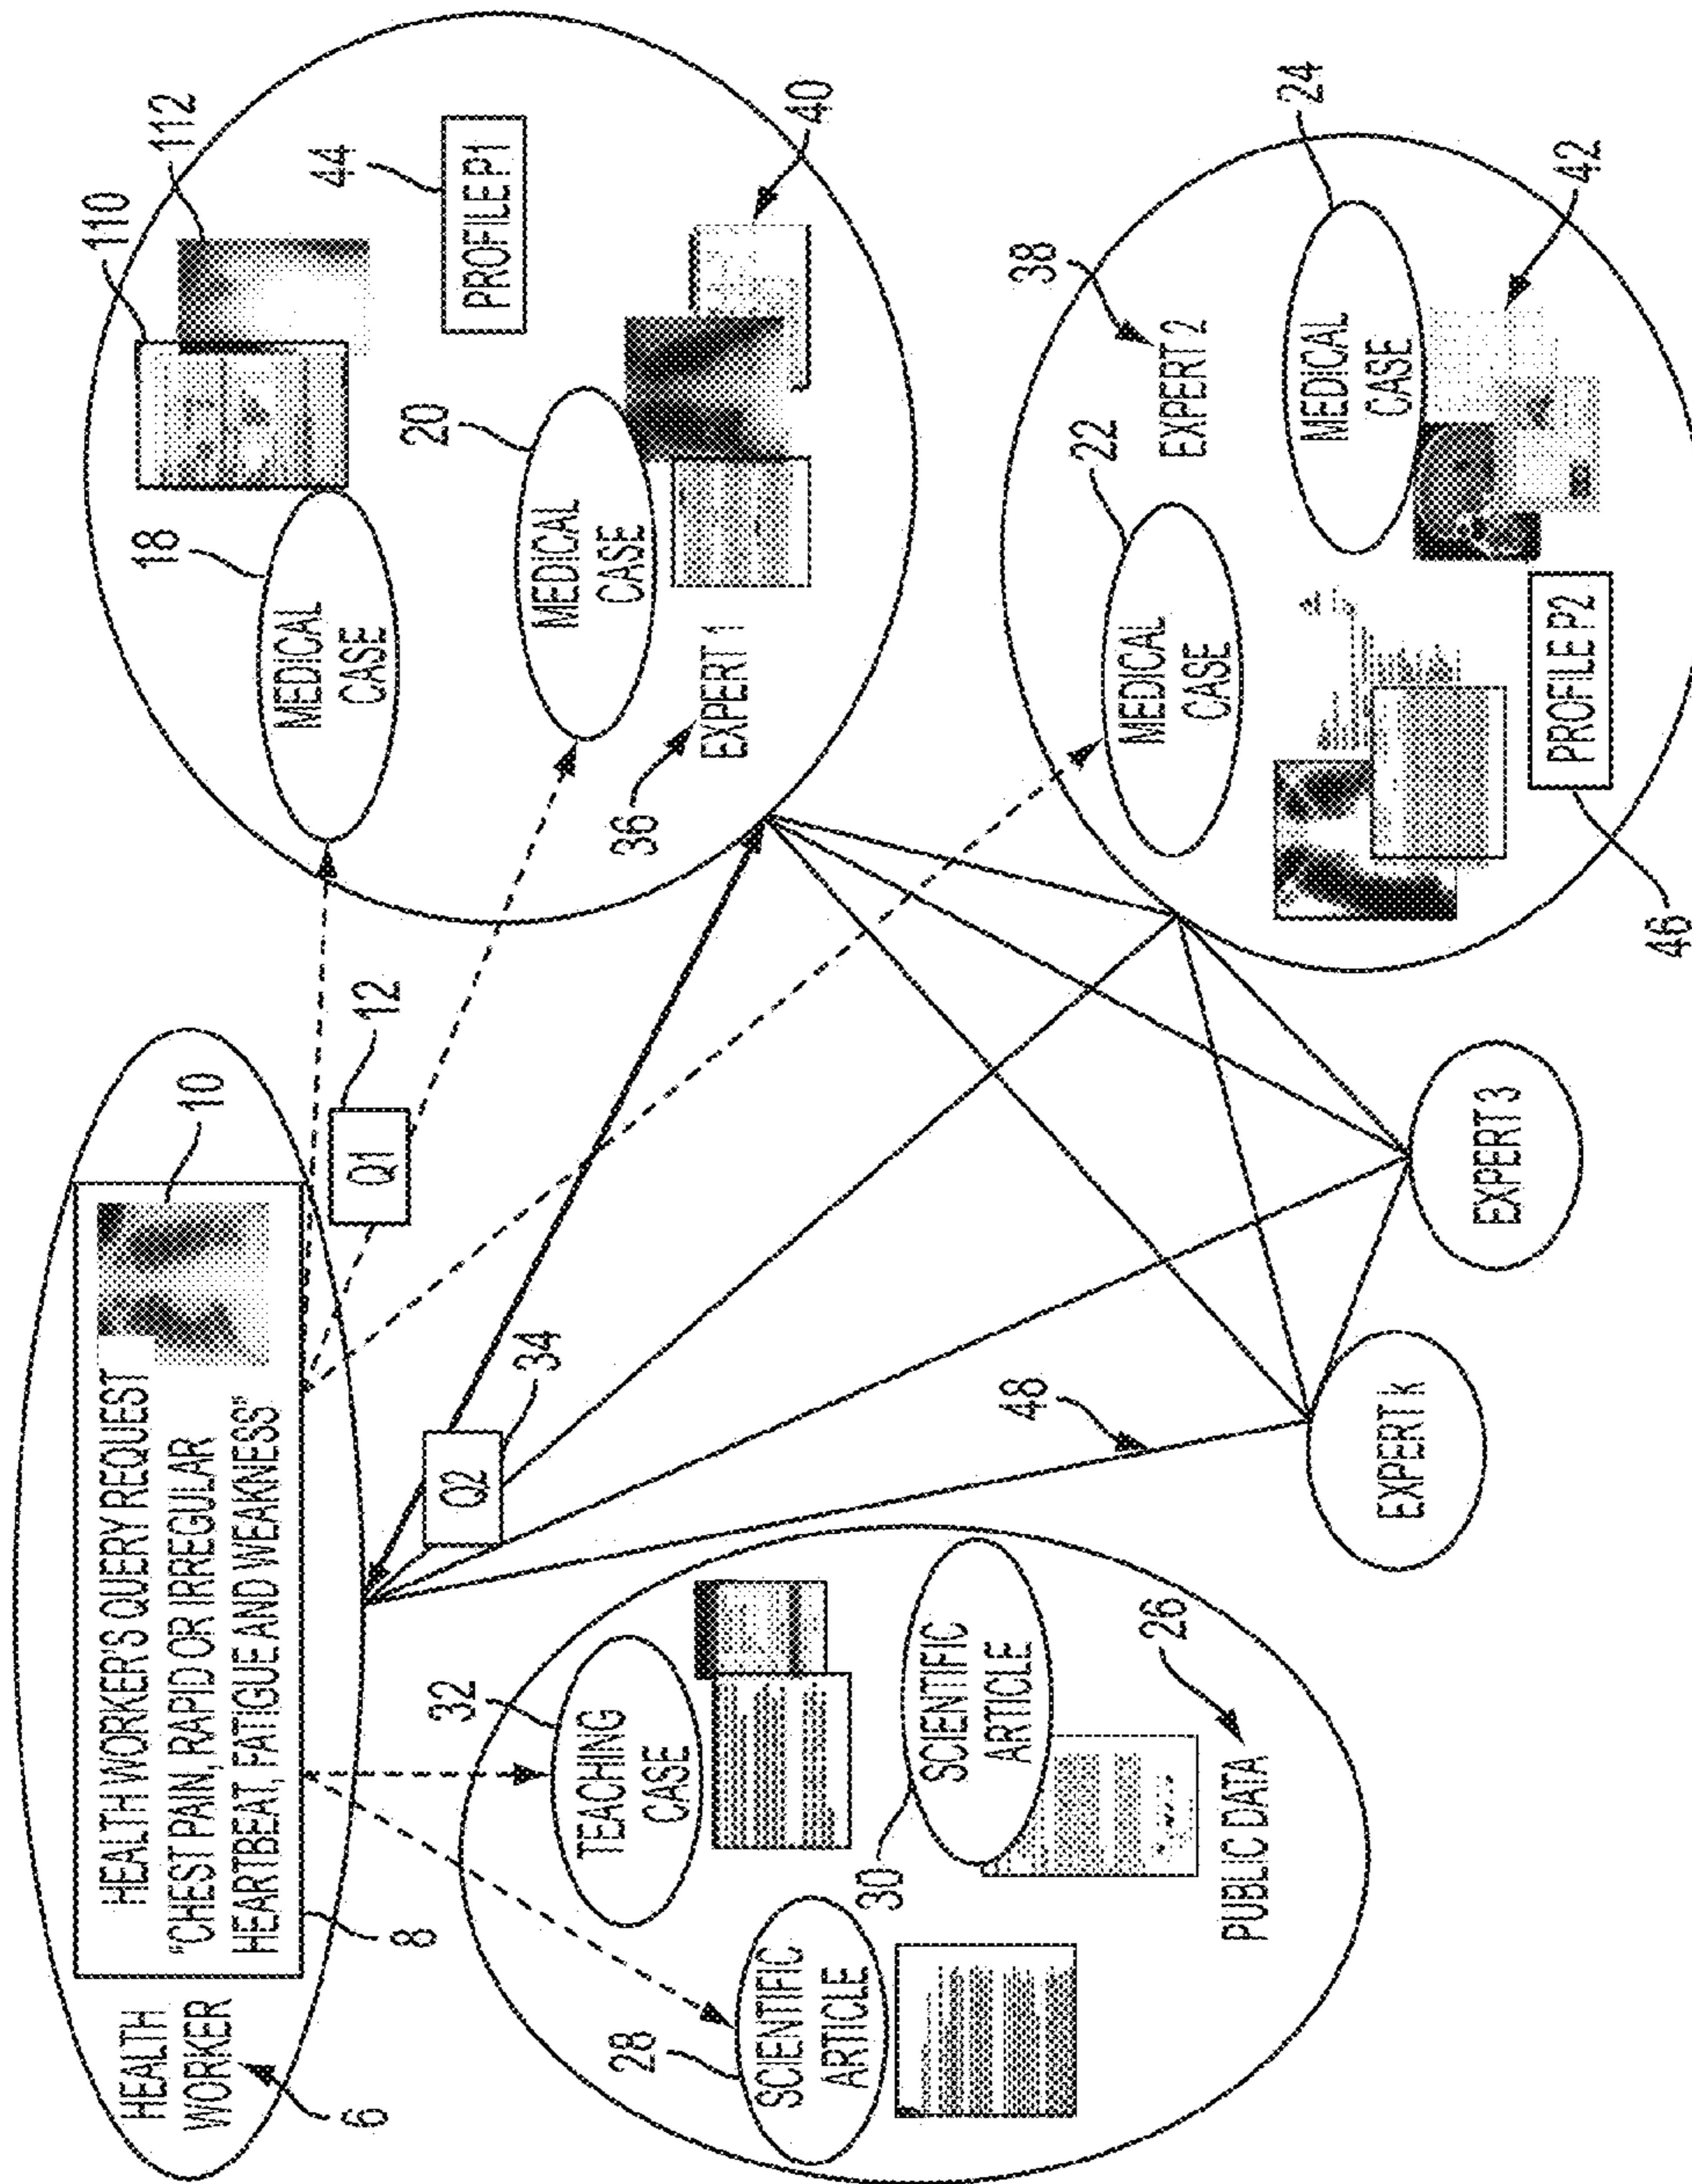 HEALTH
WORKER
6
HEALTH WORKER'S QUERY REQUEST
"CHEST PAIN, RAPID OR IRREGULAR
HEARTBEAT, FATIGUE AND WEAKNESS"
8
10
Q1
12
Q2
34
48
28
SCIENTIFIC
ARTICLE
32
TEACHING
CASE
30
SCIENTIFIC
ARTICLE
PUBLIC DATA
26
EXPERT k
EXPERT 3
18
MEDICAL
CASE
110
112
20
MEDICAL
CASE
44
PROFILE P1
36
EXPERT 1
40
22
MEDICAL
CASE
38
EXPERT 2
24
MEDICAL
CASE
42
PROFILE P2
46